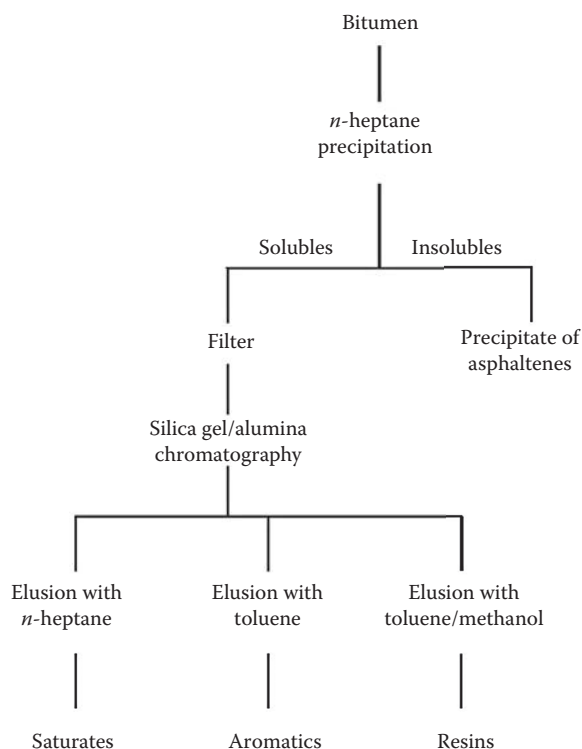 Bitumen
n-heptane
precipitation
Solubles
Insolubles
Filter
Precipitate of
asphaltenes
Silica gel/alumina
chromatography
Elusion with
n-heptane
Elusion with
toluene
Elusion with
toluene/methanol
Saturates
Aromatics
Resins